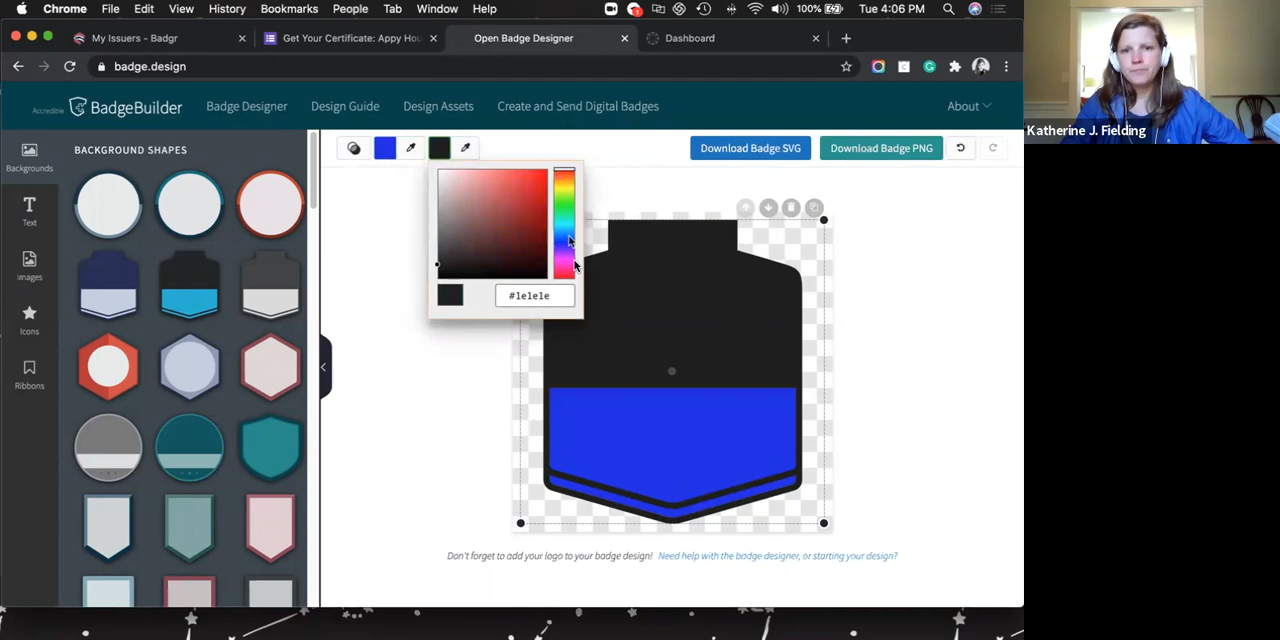 Chrome File Edit View History Bookmarks People Tab Window Help 100% Tue 4:06 PM
My Issuers - Badgr
Get Your Certificate: Appy Hou
Open Badge Designer
Dashboard
badge.design
Accredible BadgeBuilder Badge Designer Design Guide Design Assets Create and Send Digital Badges About
Katherine J. Fielding
Backgrounds
Text
Images
Icons
Ribbons
BACKGROUND SHAPES
Download Badge SVG Download Badge PNG
#1e1e1e
Don't forget to add your logo to your badge design! Need help with the badge designer, or starting your design?